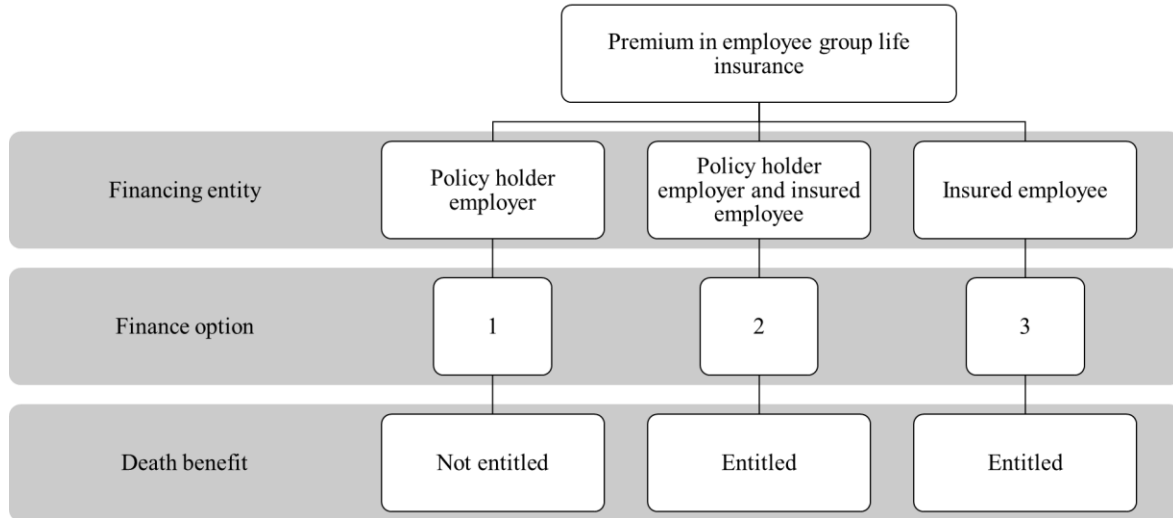 Premium in employee group life
insurance
Financing entity
Policy holder
employer
Policy holder
employer and insured
employee
Insured employee
Finance option
1
2
3
Death benefit
Not entitled
Entitled
Entitled